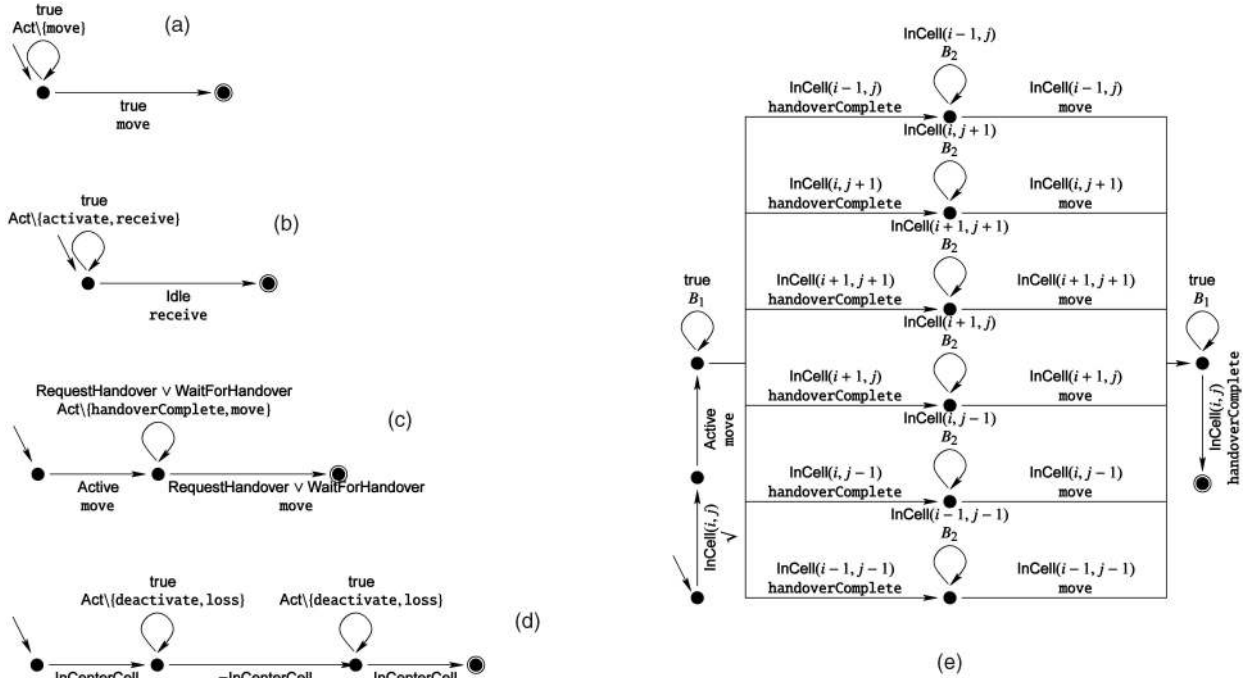 true
Act\{move}
(a)
true
move
true
Act\{activate,receive}
(b)
Idle
receive
RequestHandover ∨ WaitForHandover
Act\{handoverComplete,move}
(c)
Active
move
RequestHandover ∨ WaitForHandover
move
true
Act\{deactivate,loss}
true
Act\{deactivate,loss}
(d)
InCenterCell
¬InCenterCell
InCenterCell
InCell(i − 1, j)
B2
InCell(i − 1, j)
handoverComplete
InCell(i − 1, j)
move
InCell(i, j + 1)
B2
InCell(i, j + 1)
handoverComplete
InCell(i, j + 1)
move
InCell(i + 1, j + 1)
B2
InCell(i + 1, j + 1)
handoverComplete
InCell(i + 1, j + 1)
move
InCell(i + 1, j)
B2
InCell(i + 1, j)
handoverComplete
InCell(i + 1, j)
move
InCell(i, j − 1)
B2
InCell(i, j − 1)
handoverComplete
InCell(i, j − 1)
move
InCell(i − 1, j − 1)
B2
InCell(i − 1, j − 1)
handoverComplete
InCell(i − 1, j − 1)
move
true
B1
Active
move
InCell(i, j)
√
true
B1
InCell(i, j)
handoverComplete
(e)